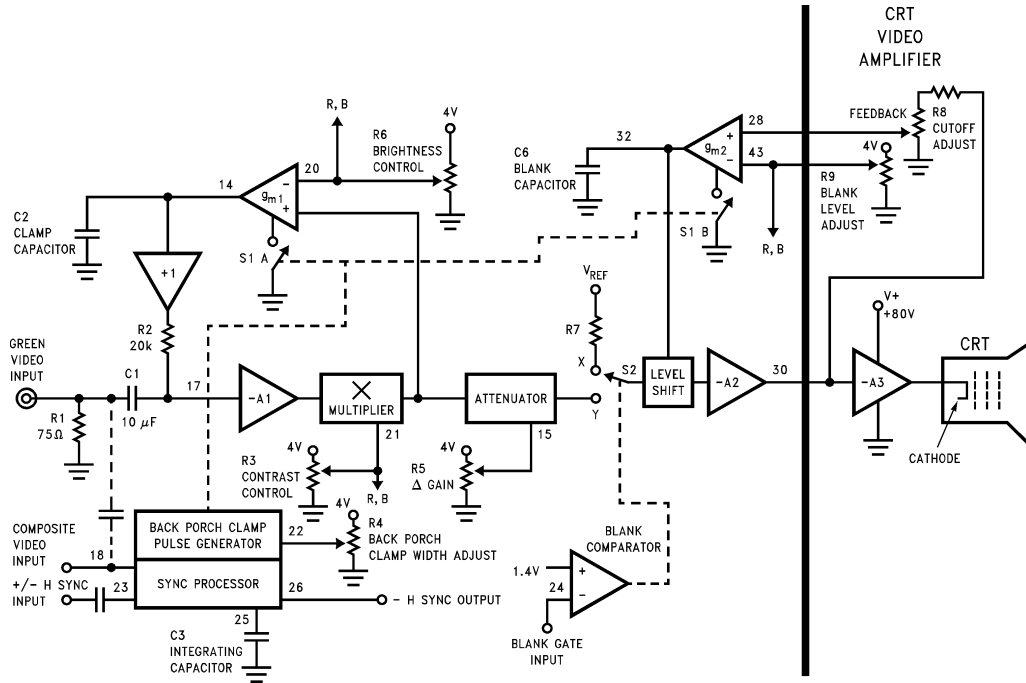 CRT
VIDEO
AMPLIFIER
R, B
4V
R6
BRIGHTNESS
CONTROL
20
14
gm1
−
+
C2
CLAMP
CAPACITOR
S1 A
+1
R2
20k
32
C6
BLANK
CAPACITOR
gm2
+
−
28
43
FEEDBACK
R8
CUTOFF
ADJUST
4V
R9
BLANK
LEVEL
ADJUST
S1 B
R, B
VREF
R7
X
S2
Y
LEVEL
SHIFT
−A2
30
V+
+80V
−A3
CRT
CATHODE
GREEN
VIDEO
INPUT
C1
10 µF
17
R1
75Ω
−A1
X
MULTIPLIER
21
ATTENUATOR
15
4V
R3
CONTRAST
CONTROL
R, B
4V
R5
Δ GAIN
4V
R4
BACK PORCH
CLAMP WIDTH ADJUST
22
BACK PORCH CLAMP
PULSE GENERATOR
COMPOSITE
VIDEO
INPUT
18
+/− H SYNC
INPUT
23
SYNC PROCESSOR
26
− H SYNC OUTPUT
25
C3
INTEGRATING
CAPACITOR
BLANK
COMPARATOR
1.4V
+
24
−
BLANK GATE
INPUT